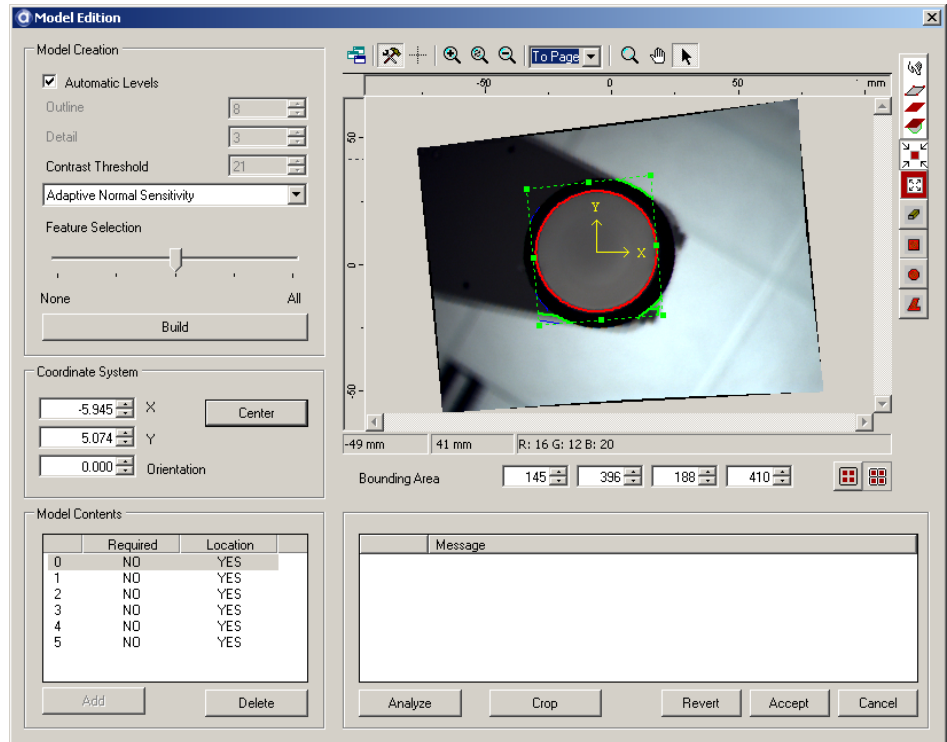 Model Edition
Model Creation
Automatic Levels
Outline 8
Detail 3
Contrast Threshold 21
Adaptive Normal Sensitivity
Feature Selection
None All
Build
To Page
-50 0 50 mm
50
0
-50
Y
X
-49 mm 41 mm R: 16 G: 12 B: 20
Bounding Area 145 396 188 410
Coordinate System
-5.945 X Center
5.074 Y
0.000 Orientation
Model Contents
Required Location
0 NO YES
1 NO YES
2 NO YES
3 NO YES
4 NO YES
5 NO YES
Add Delete
Message
Analyze Crop Revert Accept Cancel